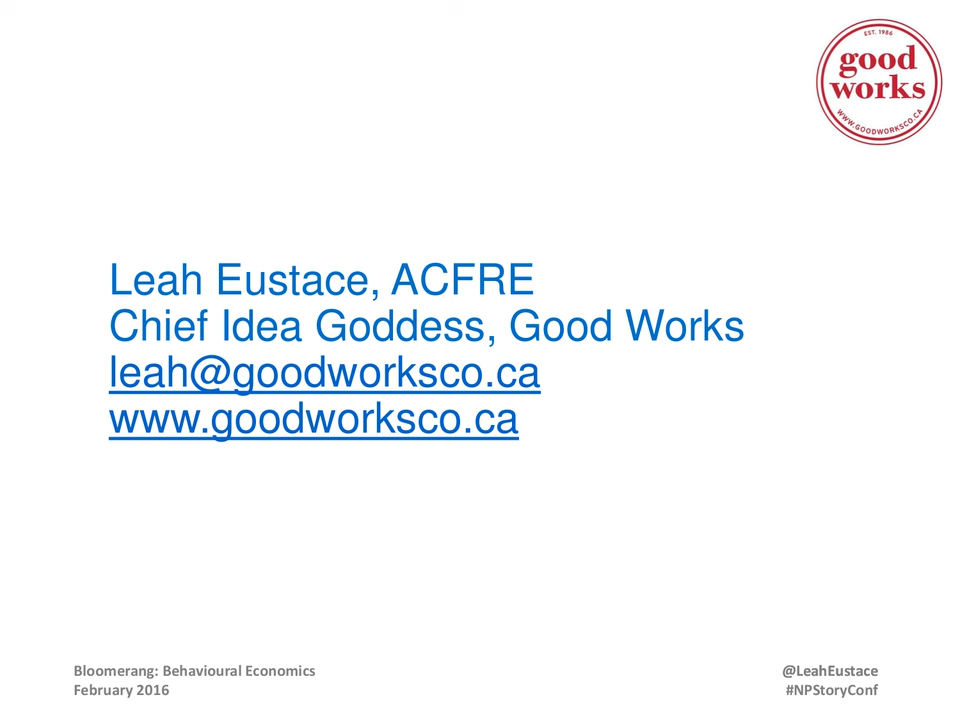 EST. 1986
good
works
WWW.GOODWORKSCO.CA
Leah Eustace, ACFRE
Chief Idea Goddess, Good Works
leah@goodworksco.ca
www.goodworksco.ca
Bloomerang: Behavioural Economics
February 2016
@LeahEustace
#NPStoryConf